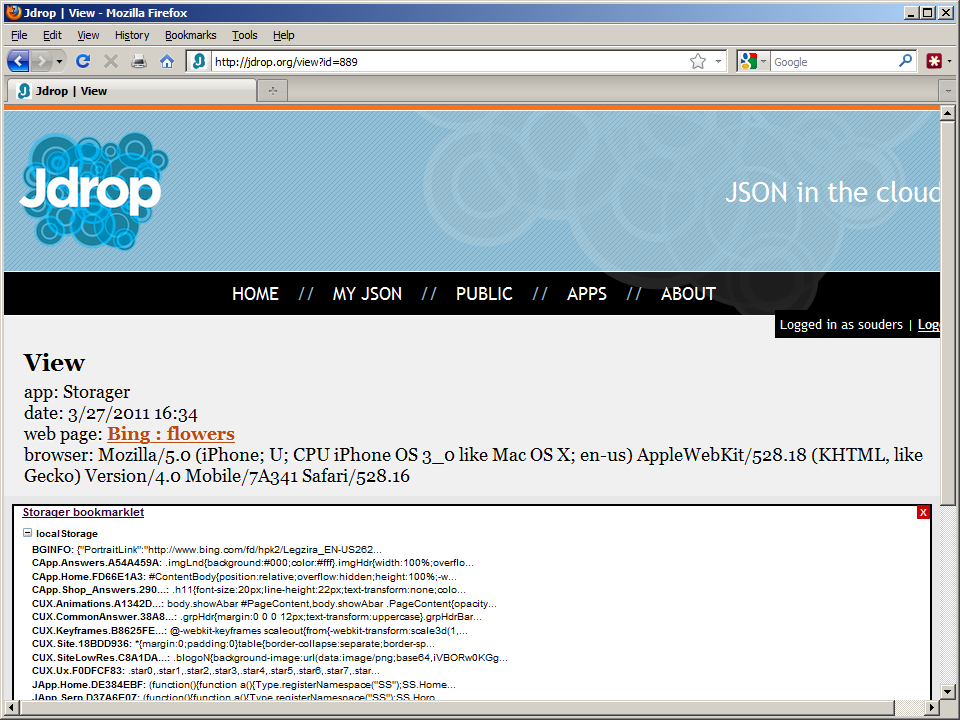 Jdrop | View - Mozilla Firefox
File Edit View History Bookmarks Tools Help
http://jdrop.org/view?id=889
Google
Jdrop | View
Jdrop
JSON in the cloud
HOME // MY JSON // PUBLIC // APPS // ABOUT
Logged in as souders | Log
View
app: Storager
date: 3/27/2011 16:34
web page: Bing : flowers
browser: Mozilla/5.0 (iPhone; U; CPU iPhone OS 3_0 like Mac OS X; en-us) AppleWebKit/528.18 (KHTML, like
Gecko) Version/4.0 Mobile/7A341 Safari/528.16
Storager bookmarklet X
localStorage
BGINFO: {"PortraitLink":"http://www.bing.com/fd/hpk2/Legzira_EN-US262...
CApp.Answers.A54A459A: .imgLnd{background:#000;color:#fff}.imgHdr{width:100%;overflo...
CApp.Home.FD66E1A3: #ContentBody{position:relative;overflow:hidden;height:100%;-w...
CApp.Shop_Answers.290...: .h11{font-size:20px;line-height:22px;text-transform:none;colo...
CUX.Animations.A1342D...: body.showAbar #PageContent,body.showAbar .PageContent{opacity...
CUX.CommonAnswer.38A8...: .grpHdr{margin:0 0 0 12px;text-transform:uppercase}.grpHdrBar...
CUX.Keyframes.B8625FE...: @-webkit-keyframes scaleout{from{-webkit-transform:scale3d(1,...
CUX.Site.18BDD936: *{margin:0;padding:0}table{border-collapse:separate;border-sp...
CUX.SiteLowRes.C8A1DA...: .blogoN{background-image:url(data:image/png;base64,iVBORw0KGg...
CUX.Ux.F0DFCF83: .star0,.star1,.star2,.star3,.star4,.star5,.star6,.star7,.star...
JApp.Home.DE384EBF: (function(){function a(){Type.registerNamespace("SS");SS.Home...
JApp.Serp.D37A6F07: (function(){function a(){Type.registerNamespace("SS");SS.Horo...